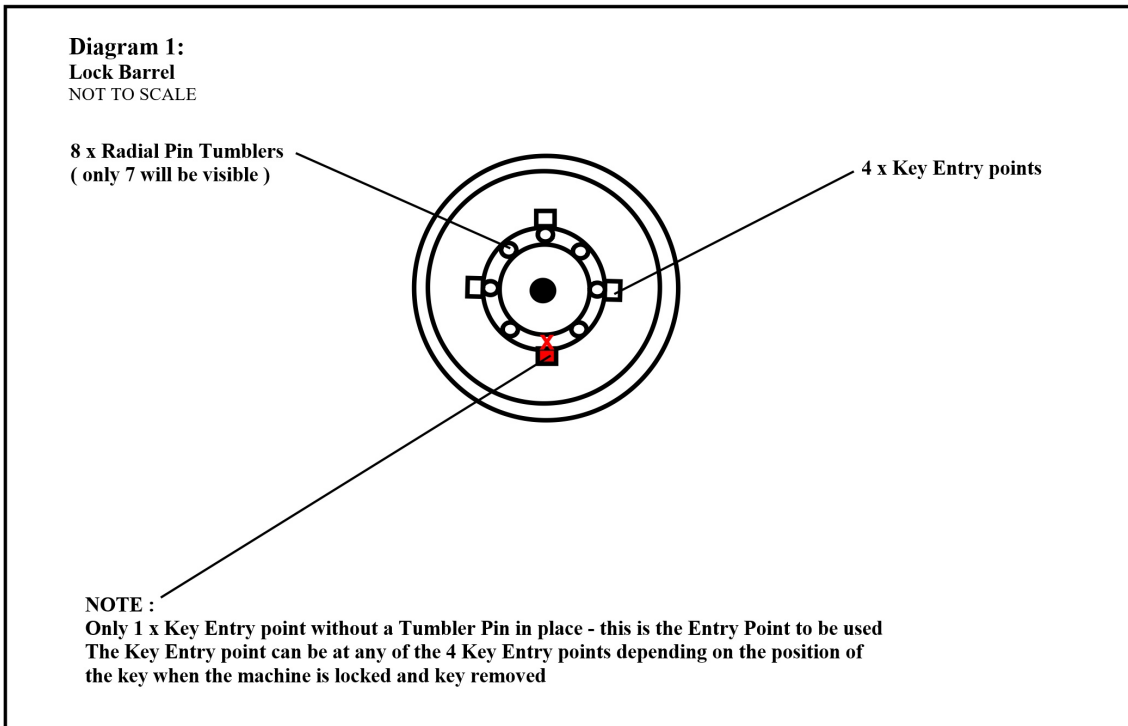 Diagram 1:
Lock Barrel
NOT TO SCALE
8 x Radial Pin Tumblers
( only 7 will be visible )
4 x Key Entry points
X
NOTE :
Only 1 x Key Entry point without a Tumbler Pin in place - this is the Entry Point to be used
The Key Entry point can be at any of the 4 Key Entry points depending on the position of
the key when the machine is locked and key removed